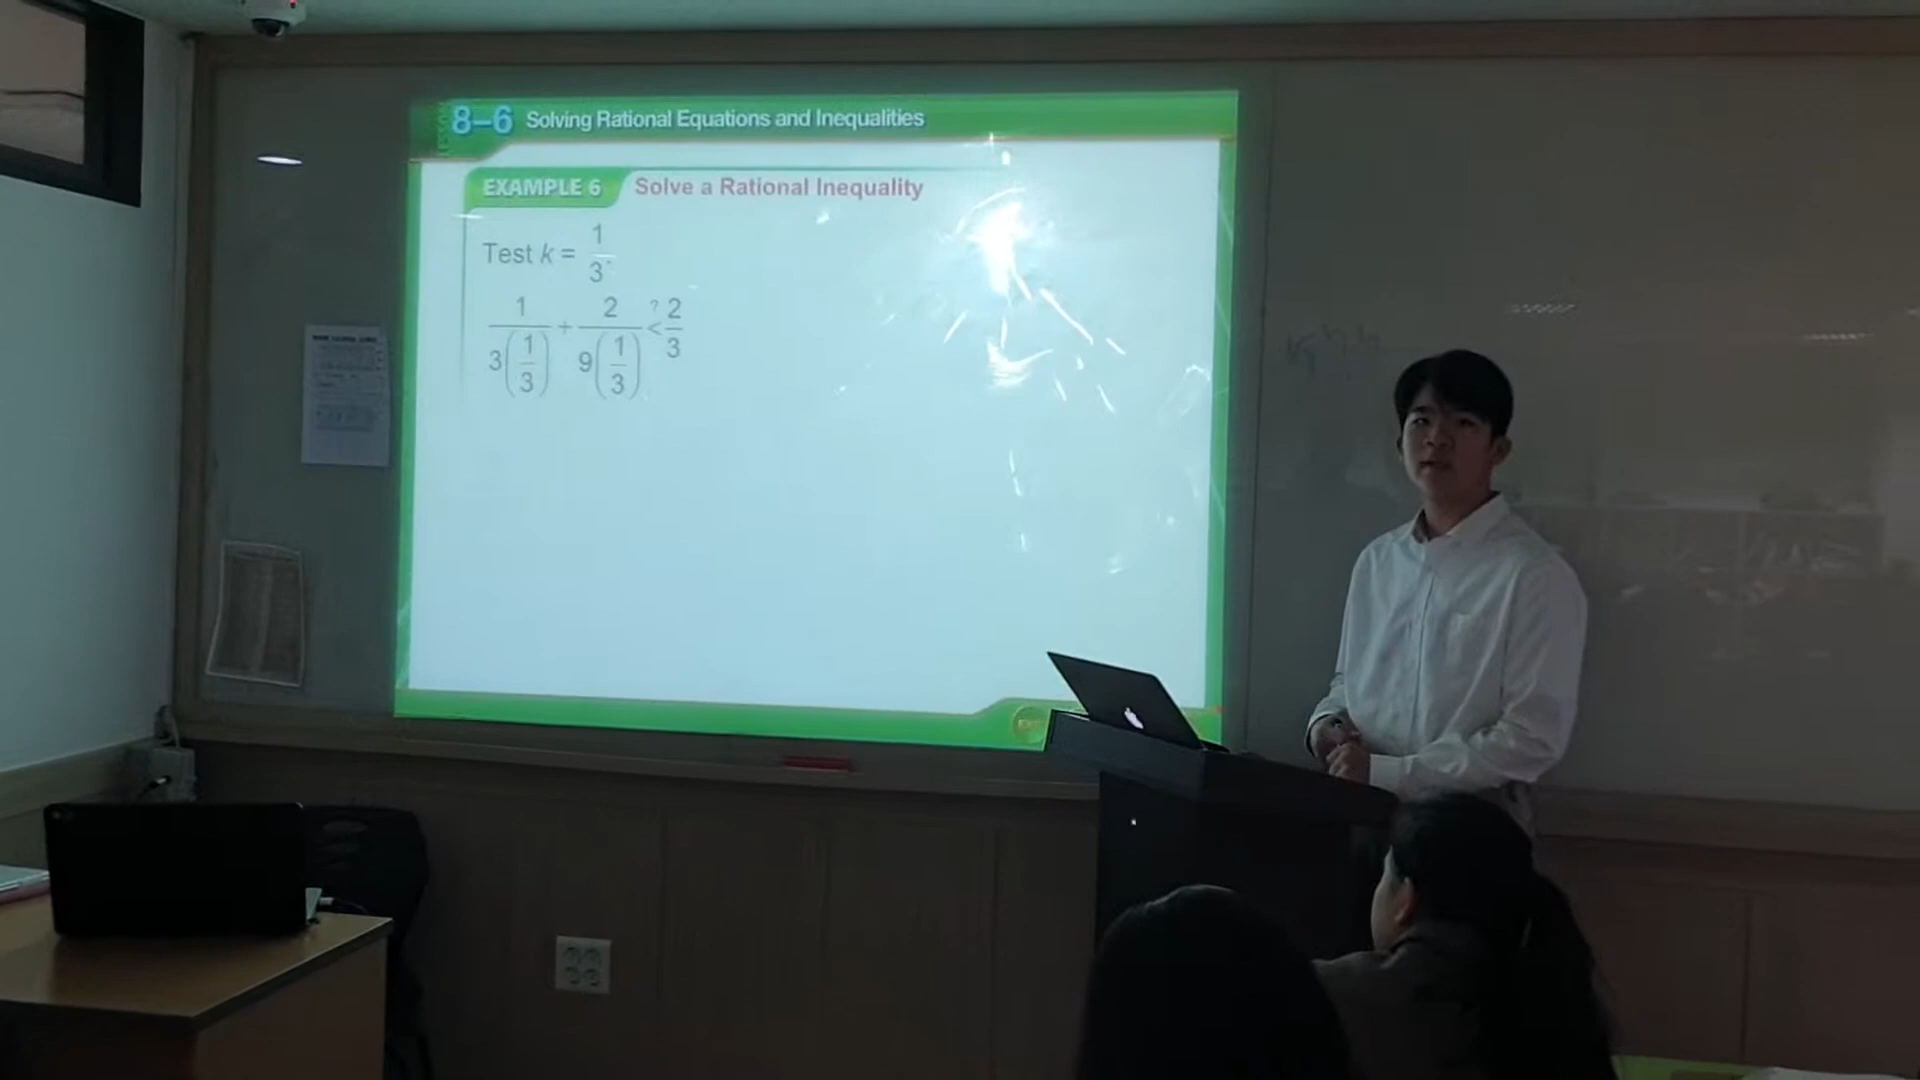 8–6 Solving Rational Equations and Inequalities
EXAMPLE 6 Solve a Rational Inequality
Test k = 1/3.
1/3(1/3) + 2/9(1/3) ?< 2/3